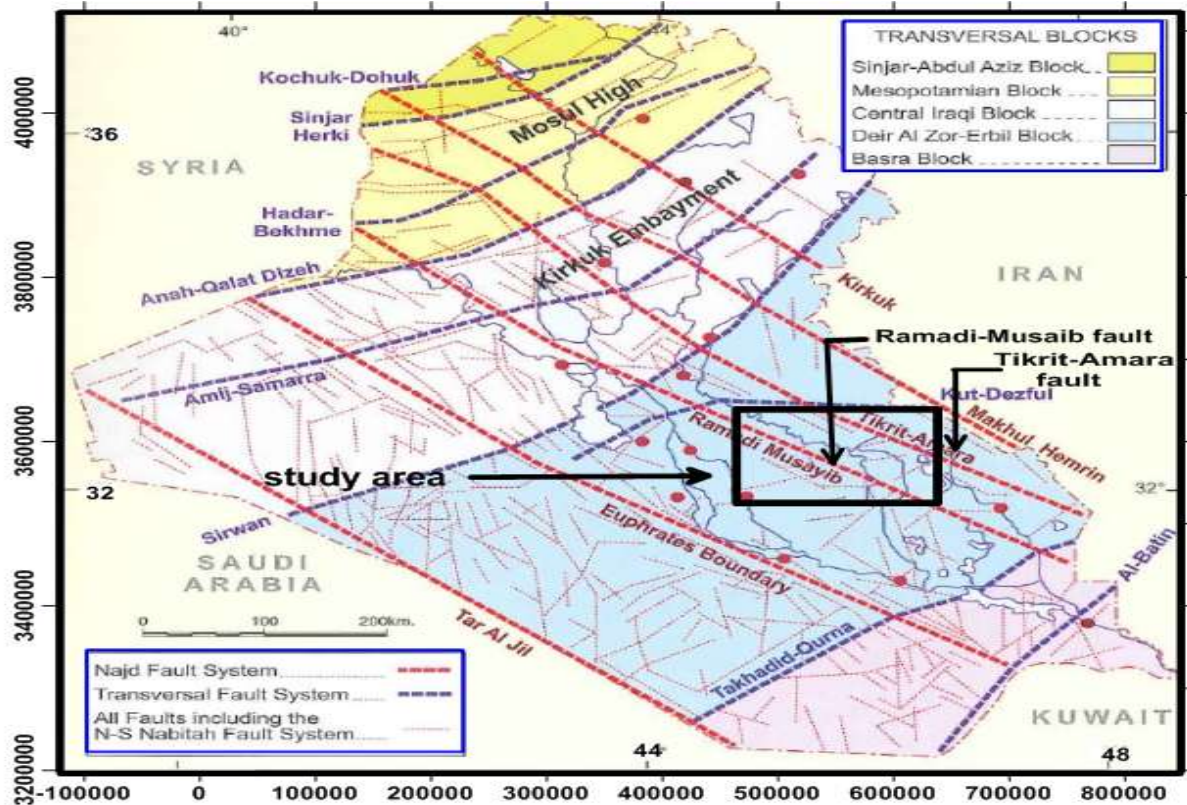 40°
44°
TRANSVERSAL BLOCKS
Sinjar-Abdul Aziz Block
Mesopotamian Block
Central Iraqi Block
Deir Al Zor-Erbil Block
Basra Block
Kochuk-Dohuk
Sinjar
Herki
Mosul High
36
SYRIA
Hadar-
Bekhme
Kirkuk Embayment
Anah-Qalat Dizeh
Kirkuk
IRAN
Ramadi-Musaib fault
Tikrit-Amara
fault
Amij-Samarra
Kut-Dezful
Makhul Hemrin
Tikrit-Amara
Ramadi Musayib
study area
32
32°
Sirwan
Euphrates Boundary
SAUDI
ARABIA
Al-Batin
0 100 200km.
Tar Al Jil
Takhadid-Qurna
Najd Fault System
Transversal Fault System
All Faults including the
N-S Nabitah Fault System
KUWAIT
44
48
4000000
3800000
3600000
3400000
3200000
-100000 0 100000 200000 300000 400000 500000 600000 700000 800000